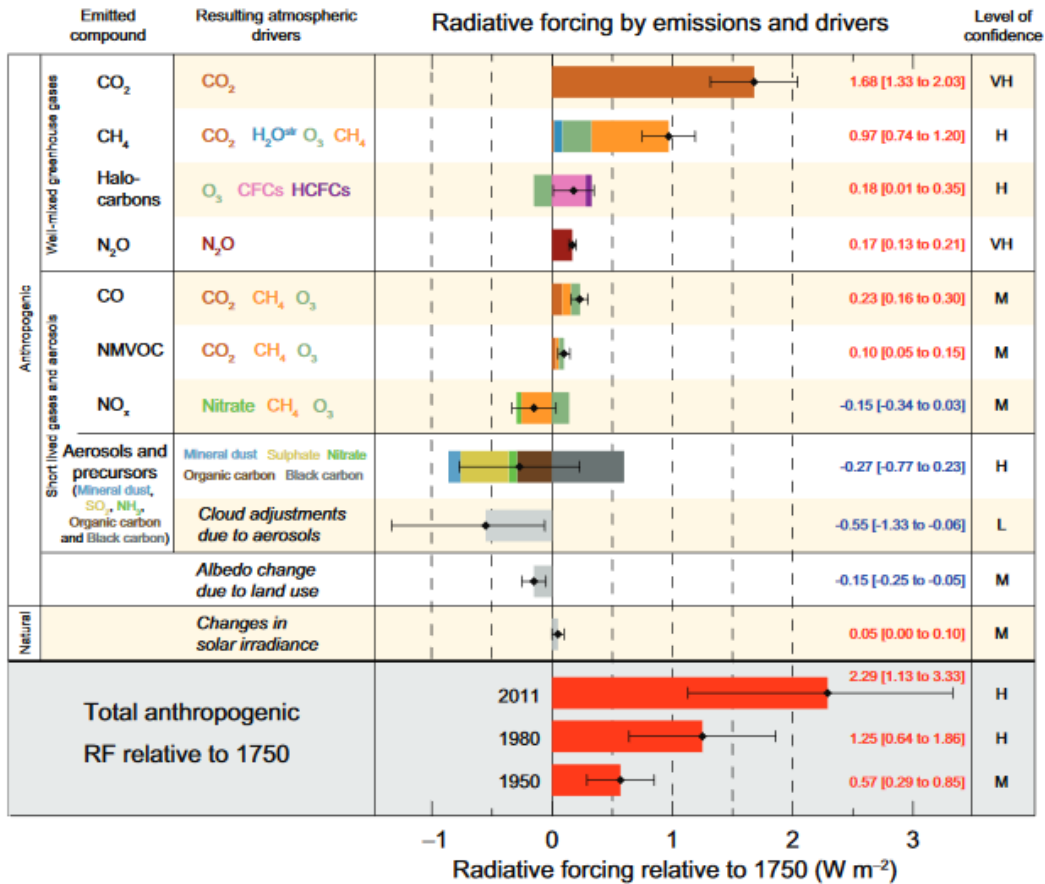 Emitted compound
Resulting atmospheric drivers
Radiative forcing by emissions and drivers
Level of confidence
Anthropogenic
Well-mixed greenhouse gases
CO₂
CO₂
1.68 [1.33 to 2.03]
VH
CH₄
CO₂ H₂Oˢᵗʳ O₃ CH₄
0.97 [0.74 to 1.20]
H
Halo-
carbons
O₃ CFCs HCFCs
0.18 [0.01 to 0.35]
H
N₂O
N₂O
0.17 [0.13 to 0.21]
VH
Short lived gases and aerosols
CO
CO₂ CH₄ O₃
0.23 [0.16 to 0.30]
M
NMVOC
CO₂ CH₄ O₃
0.10 [0.05 to 0.15]
M
NOₓ
Nitrate CH₄ O₃
-0.15 [-0.34 to 0.03]
M
Aerosols and
precursors
(Mineral dust,
SO₂, NH₃,
Organic carbon
and Black carbon)
Mineral dust Sulphate Nitrate
Organic carbon Black carbon
-0.27 [-0.77 to 0.23]
H
Cloud adjustments
due to aerosols
-0.55 [-1.33 to -0.06]
L
Albedo change
due to land use
-0.15 [-0.25 to -0.05]
M
Natural
Changes in
solar irradiance
0.05 [0.00 to 0.10]
M
Total anthropogenic
RF relative to 1750
2011
2.29 [1.13 to 3.33]
H
1980
1.25 [0.64 to 1.86]
H
1950
0.57 [0.29 to 0.85]
M
–1 0 1 2 3
Radiative forcing relative to 1750 (W m⁻²)